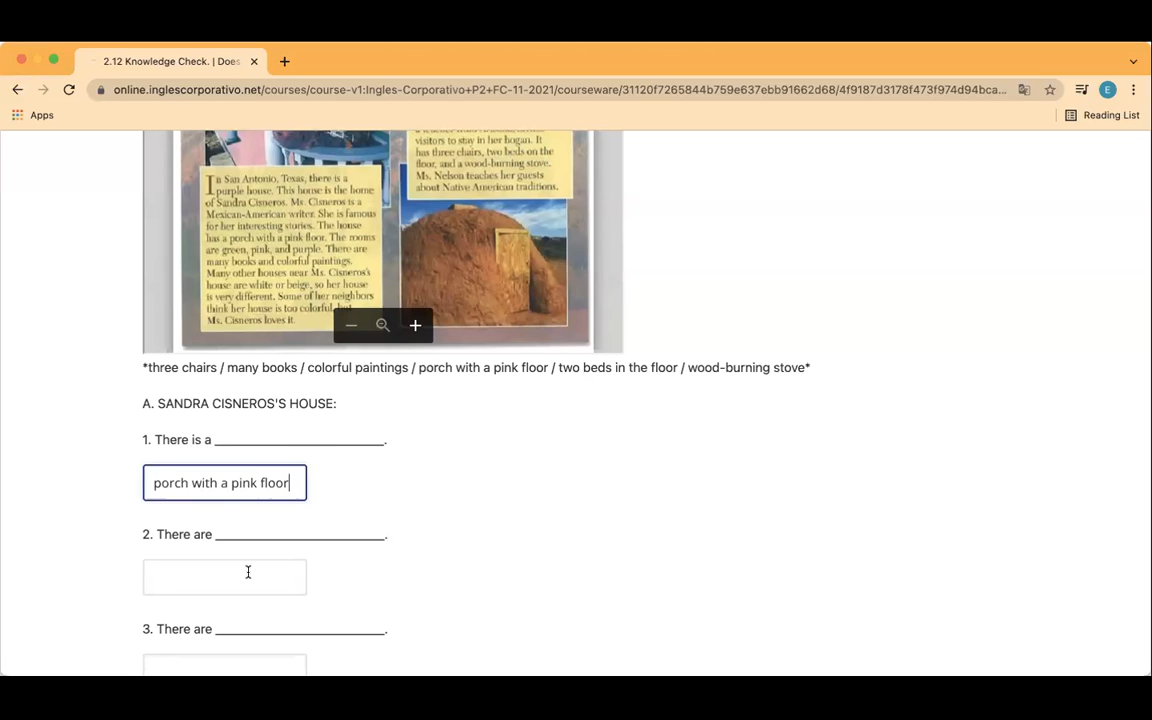 2.12 Knowledge Check. | Does
online.inglescorporativo.net/courses/course-v1:Ingles-Corporativo+P2+FC-11-2021/courseware/31120f7265844b759e637ebb91662d68/4f9187d3178f473f974d94bca...
E
Apps
Reading List
visitors to stay in her hogan. It
has three chairs, two beds on the
floor, and a wood-burning stove.
Ms. Nelson teaches her guests
about Native American traditions.
In San Antonio, Texas, there is a
purple house. This house is the home
of Sandra Cisneros. Ms. Cisneros is a
Mexican-American writer. She is famous
for her interesting stories. The house
has a porch with a pink floor. The rooms
are green, pink, and purple. There are
many books and colorful paintings.
Many other houses near Ms. Cisneros's
house are white or beige, so her house
is very different. Some of her neighbors
think her house is too colorful,
Ms. Cisneros loves it.
*three chairs / many books / colorful paintings / porch with a pink floor / two beds in the floor / wood-burning stove*
A. SANDRA CISNEROS'S HOUSE:
1. There is a ________________________.
porch with a pink floor
2. There are ________________________.
3. There are ________________________.